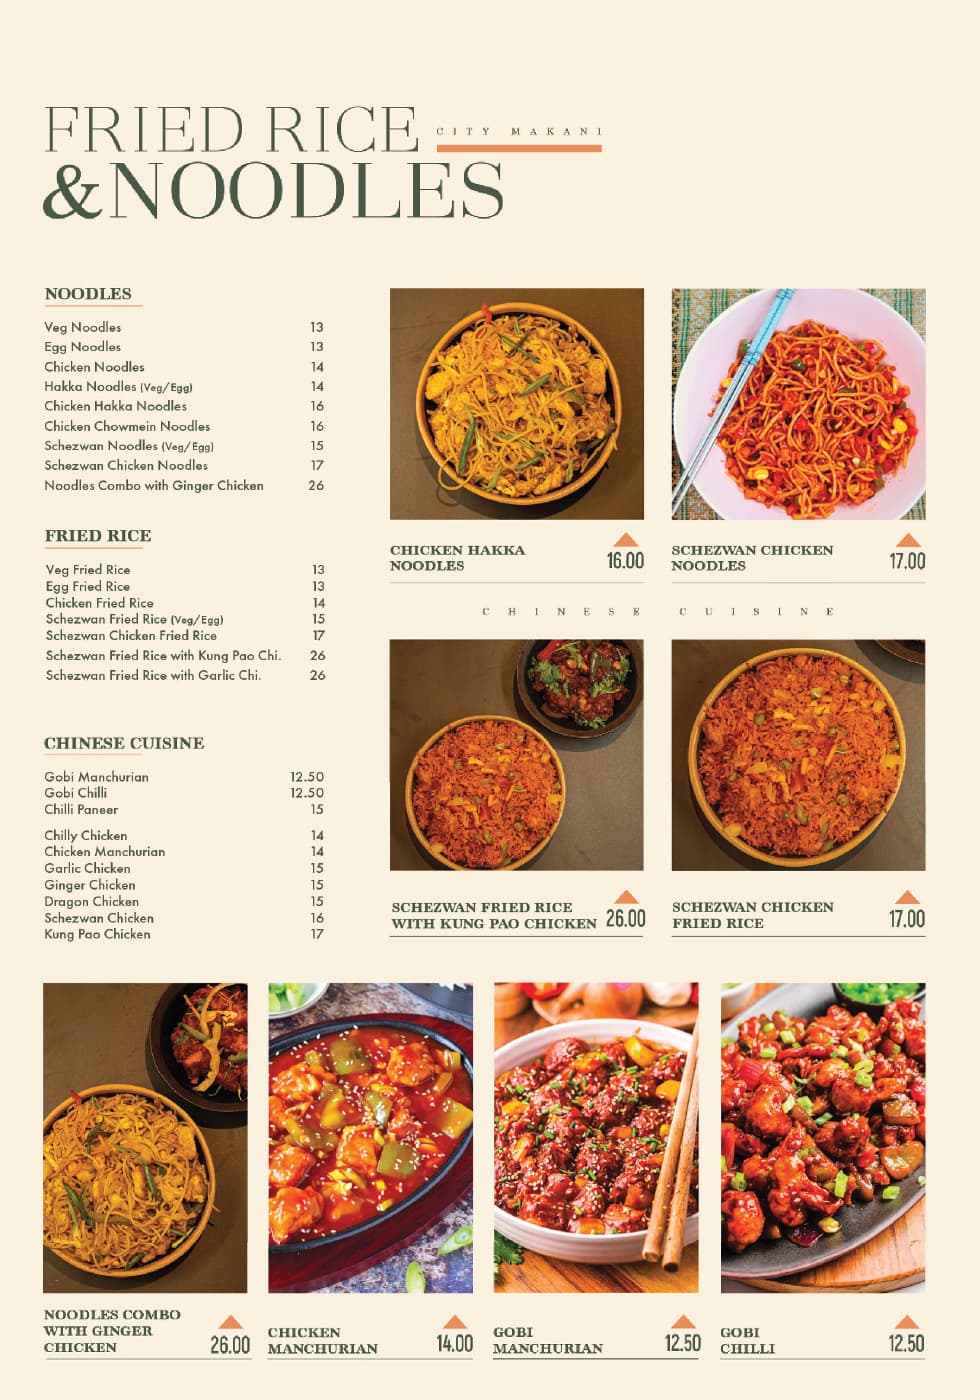 FRIED RICE
CITY MAKANI
&NOODLES
NOODLES
Veg Noodles 13
Egg Noodles 13
Chicken Noodles 14
Hakka Noodles (Veg/Egg) 14
Chicken Hakka Noodles 16
Chicken Chowmein Noodles 16
Schezwan Noodles (Veg/Egg) 15
Schezwan Chicken Noodles 17
Noodles Combo with Ginger Chicken 26
FRIED RICE
Veg Fried Rice 13
Egg Fried Rice 13
Chicken Fried Rice 14
Schezwan Fried Rice (Veg/Egg) 15
Schezwan Chicken Fried Rice 17
Schezwan Fried Rice with Kung Pao Chi. 26
Schezwan Fried Rice with Garlic Chi. 26
CHINESE CUISINE
Gobi Manchurian 12.50
Gobi Chilli 12.50
Chilli Paneer 15
Chilly Chicken 14
Chicken Manchurian 14
Garlic Chicken 15
Ginger Chicken 15
Dragon Chicken 15
Schezwan Chicken 16
Kung Pao Chicken 17
CHICKEN HAKKA
NOODLES 16.00
SCHEZWAN CHICKEN
NOODLES 17.00
CHINESE CUISINE
SCHEZWAN FRIED RICE
WITH KUNG PAO CHICKEN 26.00
SCHEZWAN CHICKEN
FRIED RICE 17.00
NOODLES COMBO
WITH GINGER
CHICKEN 26.00
CHICKEN
MANCHURIAN 14.00
GOBI
MANCHURIAN 12.50
GOBI
CHILLI 12.50